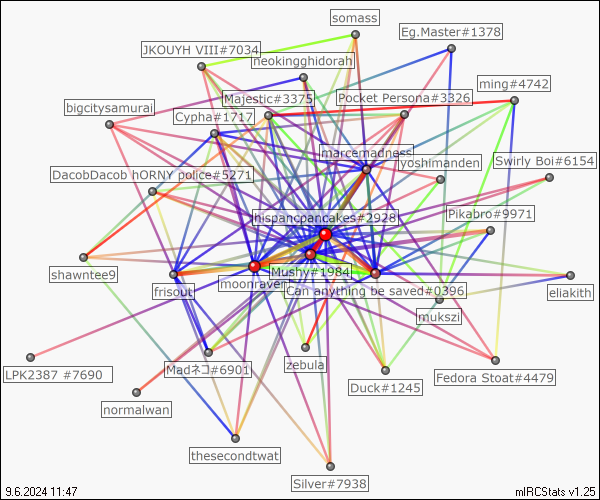 somass
Eg.Master#1378
JKOUYH VIII#7034
neokingghidorah
ming#4742
Majestic#3375
Pocket Persona#3326
bigcitysamurai
Cypha#1717
marcemadness
yoshimanden
Swirly Boi#6154
DacobDacob hORNY police#5271
hispancpancakes#2928
Pikabro#9971
shawntee9
Mushy#1984
frisout
moonraven
Can anything be saved#0396
eliakith
mukszi
LPK2387 #7690
Madネコ#6901
zebula
Duck#1245
Fedora Stoat#4479
normalwan
thesecondtwat
Silver#7938
9.6.2024 11:47
mIRCStats v1.25